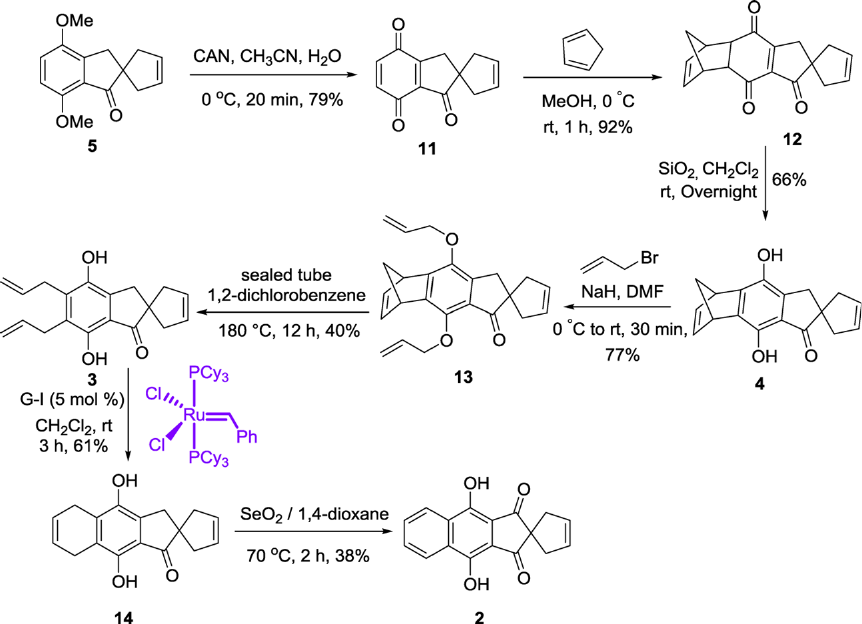 OMe
OMe
O
5
CAN, CH3CN, H2O
0 °C, 20 min, 79%
O
O
O
11
MeOH, 0 °C
rt, 1 h, 92%
O
O
O
12
SiO2, CH2Cl2
rt, Overnight
66%
OH
OH
O
4
Br
NaH, DMF
0 °C to rt, 30 min,
77%
O
O
O
13
sealed tube
1,2-dichlorobenzene
180 °C, 12 h, 40%
OH
OH
O
3
G-I (5 mol %)
CH2Cl2, rt
3 h, 61%
PCy3
Cl
Ru
Cl
Ph
PCy3
OH
OH
O
14
SeO2 / 1,4-dioxane
70 °C, 2 h, 38%
OH
O
OH
O
2